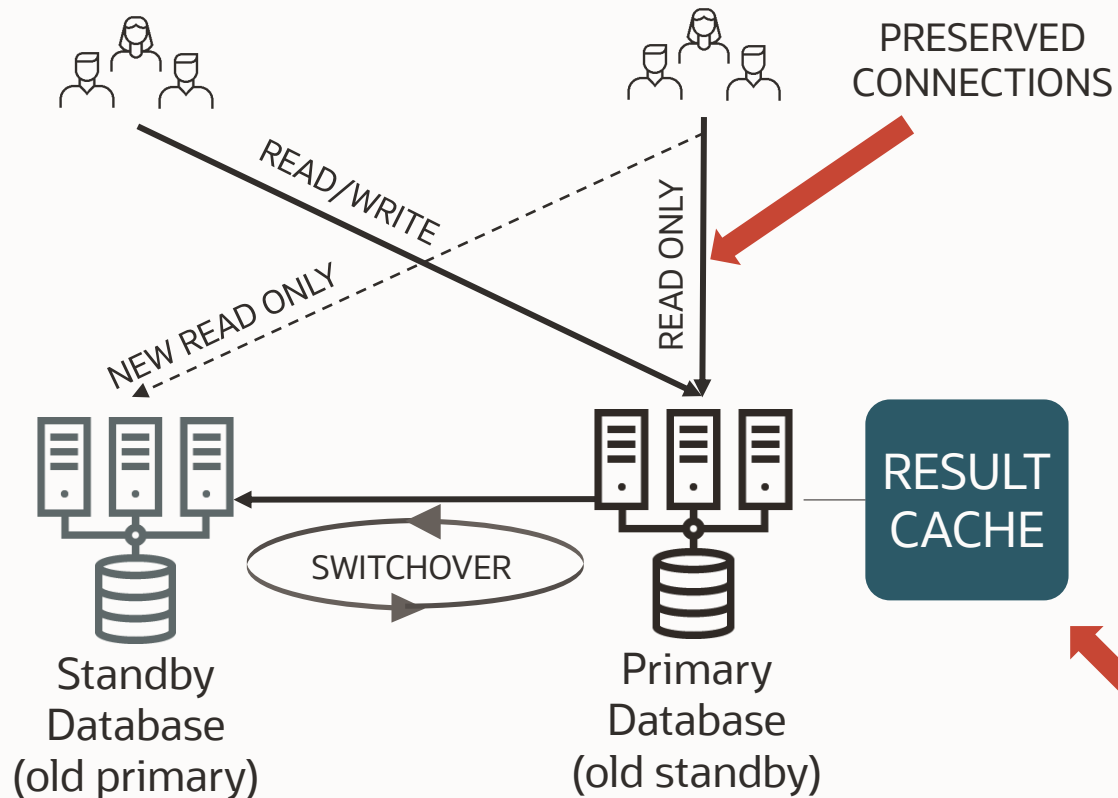 PRESERVED
CONNECTIONS
READ/WRITE
NEW READ ONLY
READ ONLY
RESULT
CACHE
SWITCHOVER
Standby
Database
(old primary)
Primary
Database
(old standby)